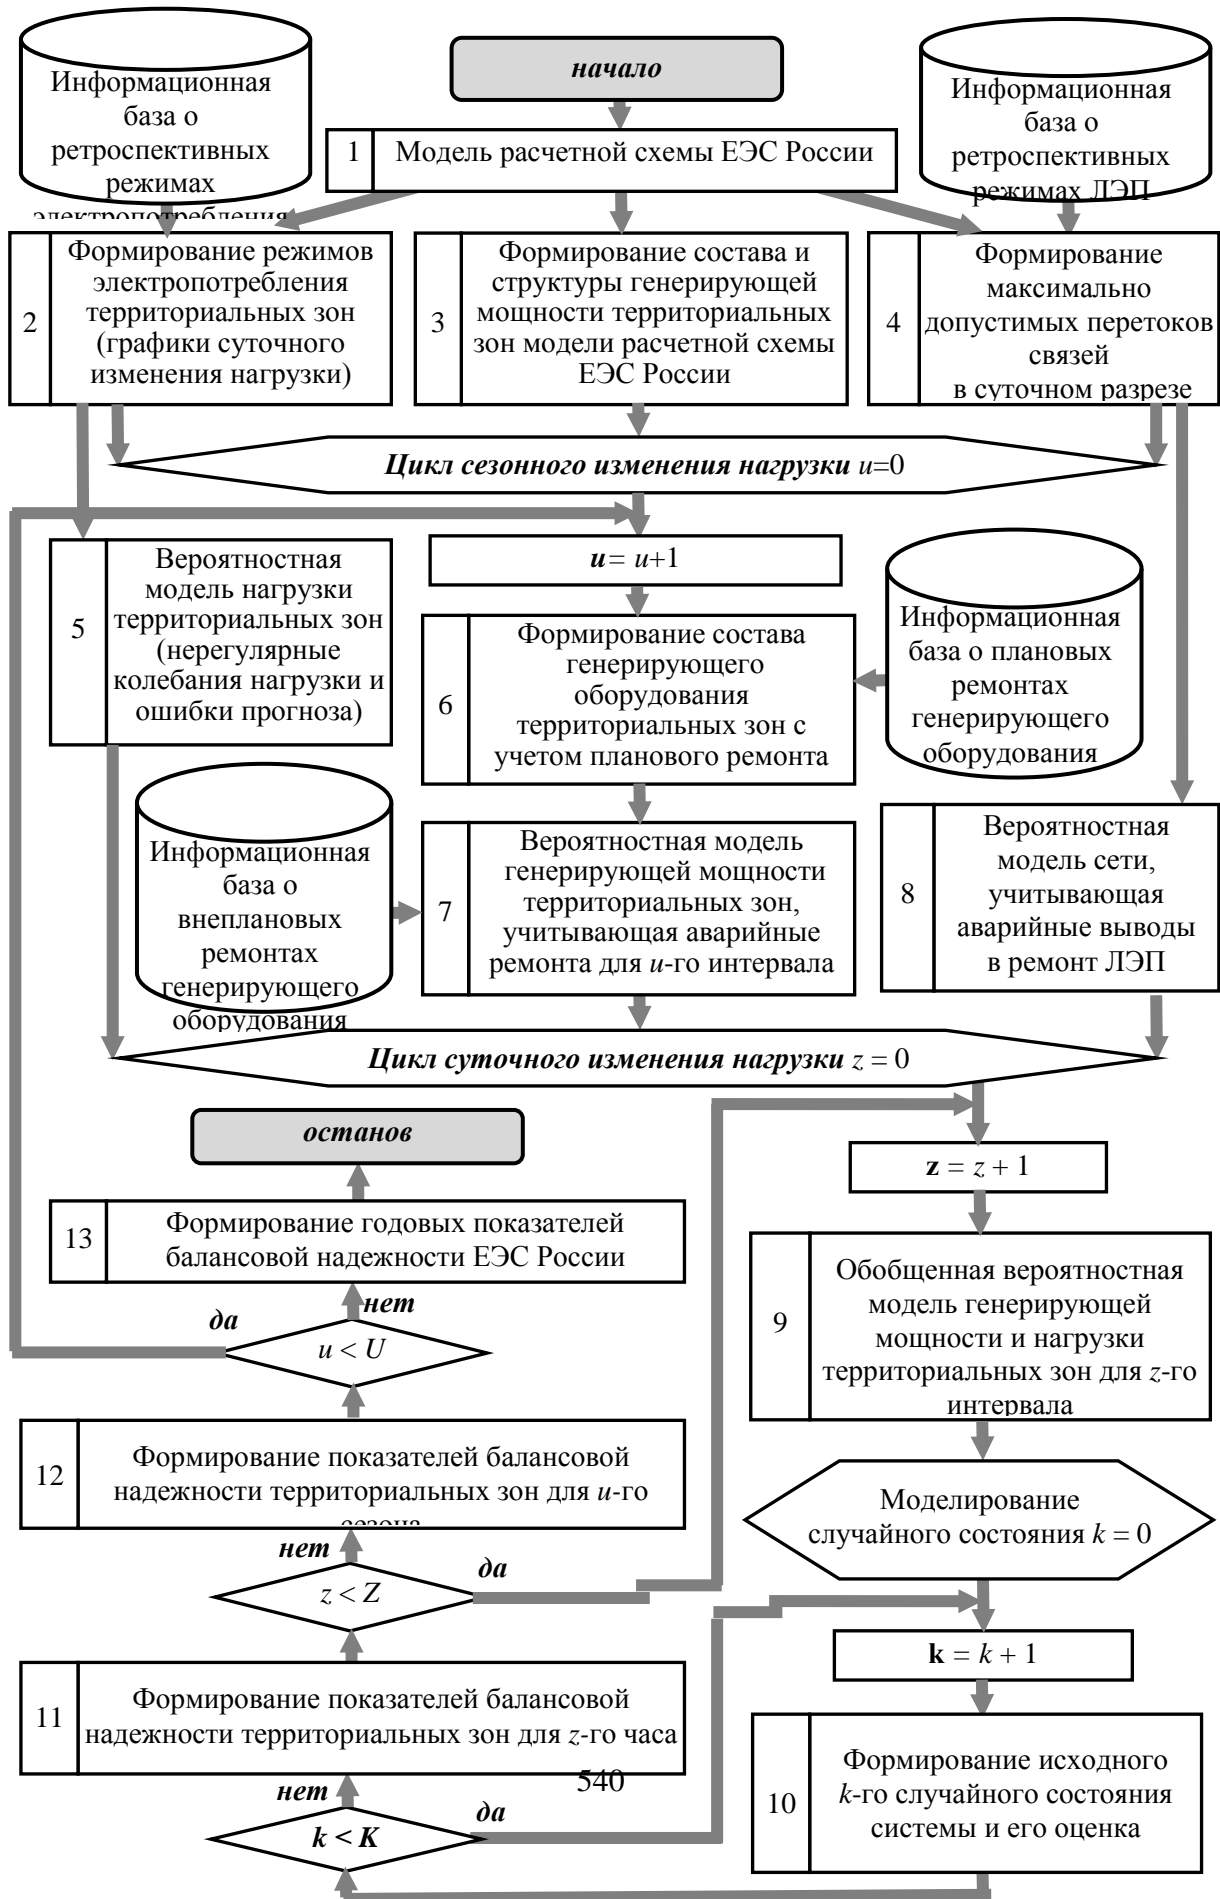 Информационная
база о
ретроспективных
режимах
электропотребления
начало
Информационная
база о
ретроспективных
режимах ЛЭП
1
Модель расчетной схемы ЕЭС России
2
Формирование режимов
электропотребления
территориальных зон
(графики суточного
изменения нагрузки)
3
Формирование состава и
структуры генерирующей
мощности территориальных
зон модели расчетной схемы
ЕЭС России
4
Формирование
максимально
допустимых перетоков
связей
в суточном разрезе
Цикл сезонного изменения нагрузки u=0
u= u+1
5
Вероятностная
модель нагрузки
территориальных зон
(нерегулярные
колебания нагрузки и
ошибки прогноза)
6
Формирование состава
генерирующего
оборудования
территориальных зон с
учетом планового ремонта
Информационная
база о плановых
ремонтах
генерирующего
оборудования
Информационная
база о
внеплановых
ремонтах
генерирующего
оборудования
7
Вероятностная модель
генерирующей мощности
территориальных зон,
учитывающая аварийные
ремонта для u-го интервала
8
Вероятностная
модель сети,
учитывающая
аварийные выводы
в ремонт ЛЭП
Цикл суточного изменения нагрузки z = 0
останов
z = z + 1
13
Формирование годовых показателей
балансовой надежности ЕЭС России
9
Обобщенная вероятностная
модель генерирующей
мощности и нагрузки
территориальных зон для z-го
интервала
да
нет
u < U
12
Формирование показателей балансовой
надежности территориальных зон для u-го
сезона
Моделирование
случайного состояния k = 0
нет
да
z < Z
k = k + 1
11
Формирование показателей балансовой
надежности территориальных зон для z-го часа
540
10
Формирование исходного
k-го случайного состояния
системы и его оценка
нет
да
k < K